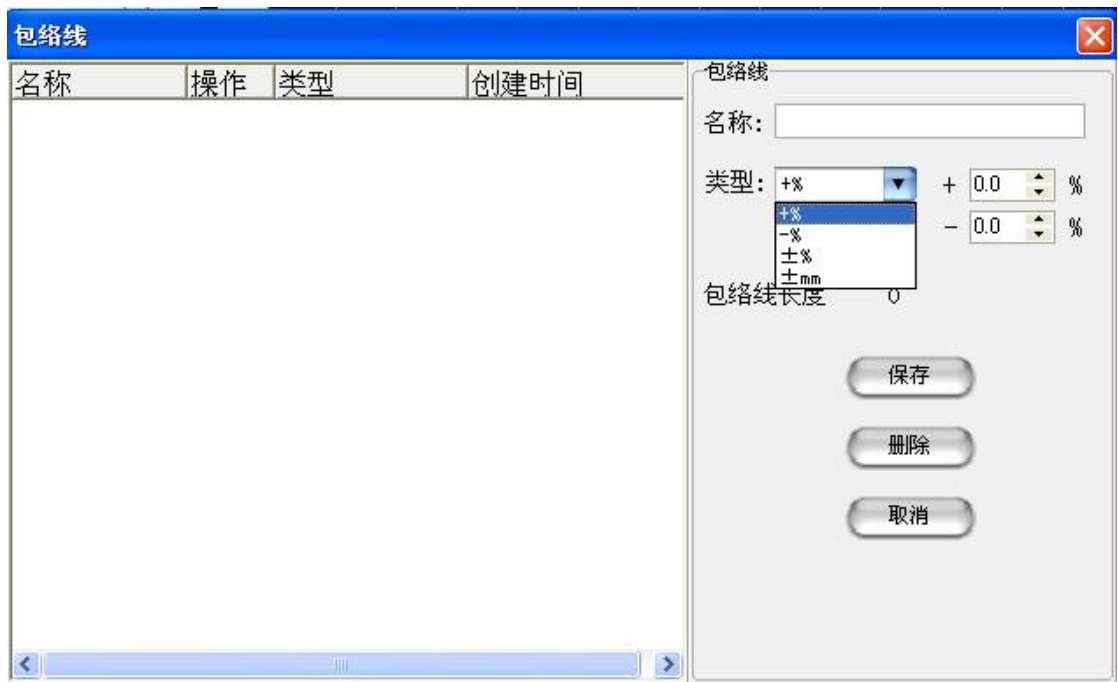 包络线
名称 操作 类型 创建时间
包络线
名称:
类型: +% + 0.0 %
+%
-%
±%
±mm
- 0.0 %
包络线长度 0
保存
删除
取消